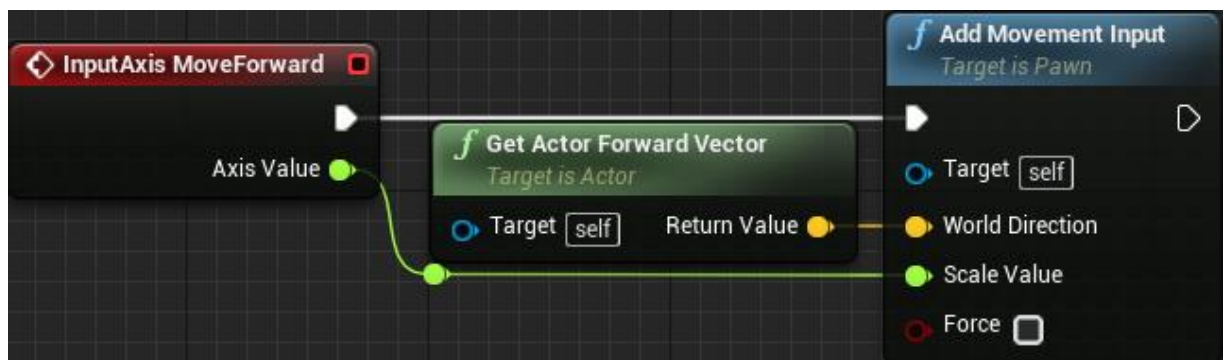 InputAxis MoveForward
Axis Value
f Get Actor Forward Vector
Target is Actor
Target self Return Value
f Add Movement Input
Target is Pawn
Target self
World Direction
Scale Value
Force